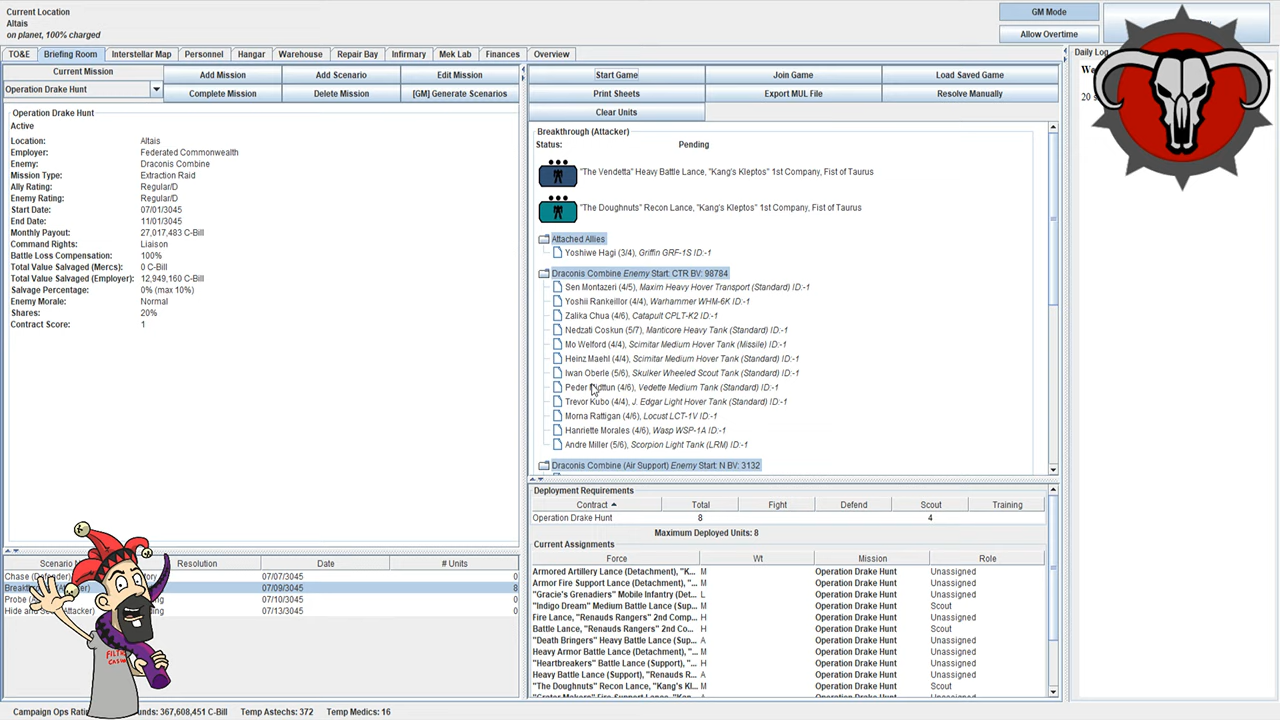 Current Location
Altais
on planet, 100% charged
GM Mode
Allow Overtime
TO&E Briefing Room Interstellar Map Personnel Hangar Warehouse Repair Bay Infirmary Mek Lab Finances Overview
Daily Log
Current Mission
Operation Drake Hunt
Add Mission Add Scenario Edit Mission
Complete Mission Delete Mission [GM] Generate Scenarios
Start Game Join Game Load Saved Game
Print Sheets Export MUL File Resolve Manually
Clear Units
Operation Drake Hunt
Active
Location: Altais
Employer: Federated Commonwealth
Enemy: Draconis Combine
Mission Type: Extraction Raid
Ally Rating: Regular/D
Enemy Rating: Regular/D
Start Date: 07/01/3045
End Date: 11/01/3045
Monthly Payout: 27,017,483 C-Bill
Command Rights: Liaison
Battle Loss Compensation: 100%
Total Value Salvaged (Mercs): 0 C-Bill
Total Value Salvaged (Employer): 12,949,160 C-Bill
Salvage Percentage: 0% (max 10%)
Enemy Morale: Normal
Shares: 20%
Contract Score: 1
Breakthrough (Attacker)
Status: Pending
"The Vendetta" Heavy Battle Lance, "Kang's Kleptos" 1st Company, Fist of Taurus
"The Doughnuts" Recon Lance, "Kang's Kleptos" 1st Company, Fist of Taurus
Attached Allies
Yoshiwe Hagi (3/4), Griffin GRF-1S ID:-1
Draconis Combine Enemy Start: CTR BV: 98784
Sen Montazeri (4/5), Maxim Heavy Hover Transport (Standard) ID:-1
Yoshii Rankeillor (4/4), Warhammer WHM-6K ID:-1
Zalika Chua (4/6), Catapult CPLT-K2 ID:-1
Nedzati Coskun (5/7), Manticore Heavy Tank (Standard) ID:-1
Mo Welford (4/4), Scimitar Medium Hover Tank (Missile) ID:-1
Heinz Maehl (4/4), Scimitar Medium Hover Tank (Standard) ID:-1
Iwan Oberle (5/6), Skulker Wheeled Scout Tank (Standard) ID:-1
Peder (4/6), Vedette Medium Tank (Standard) ID:-1
Trevor Kubo (4/4), J. Edgar Light Hover Tank (Standard) ID:-1
Morna Rattigan (4/6), Locust LCT-1V ID:-1
Hanriette Morales (4/6), Wasp WSP-1A ID:-1
Andre Miller (5/6), Scorpion Light Tank (LRM) ID:-1
Draconis Combine (Air Support) Enemy Start: N BV: 3132
Deployment Requirements
Contract Total Fight Defend Scout Training
Operation Drake Hunt 8 4
Maximum Deployed Units: 8
Current Assignments
Force Wt Mission Role
Armored Artillery Lance (Detachment), "K... M Operation Drake Hunt Unassigned
Armor Fire Support Lance (Detachment), "... M Operation Drake Hunt Unassigned
"Gracie's Grenadiers" Mobile Infantry (Det... L Operation Drake Hunt Unassigned
"Indigo Dream" Medium Battle Lance (Sup... M Operation Drake Hunt Scout
Fire Lance, "Renauds Rangers" 2nd Comp... H Operation Drake Hunt Unassigned
Battle Lance, "Renauds Rangers" 2nd Co... H Operation Drake Hunt Scout
"Death Bringers" Heavy Battle Lance (Sup... A Operation Drake Hunt Unassigned
Heavy Armor Battle Lance (Detachment), "... M Operation Drake Hunt Unassigned
"Heartbreakers" Battle Lance (Support), "... H Operation Drake Hunt Unassigned
Heavy Battle Lance (Support), "Renauds R... A Operation Drake Hunt Unassigned
"The Doughnuts" Recon Lance, "Kang's Kl... M Operation Drake Hunt Scout
Resolution Date # Units
Chase 07/07/3045 0
07/09/3045 8
Probe 07/10/3045 0
Hide and 07/13/3045 0
FILTHY
CASUAL
Campaign Ops 367,608,451 C-Bill Temp Astechs: 372 Temp Medics: 16